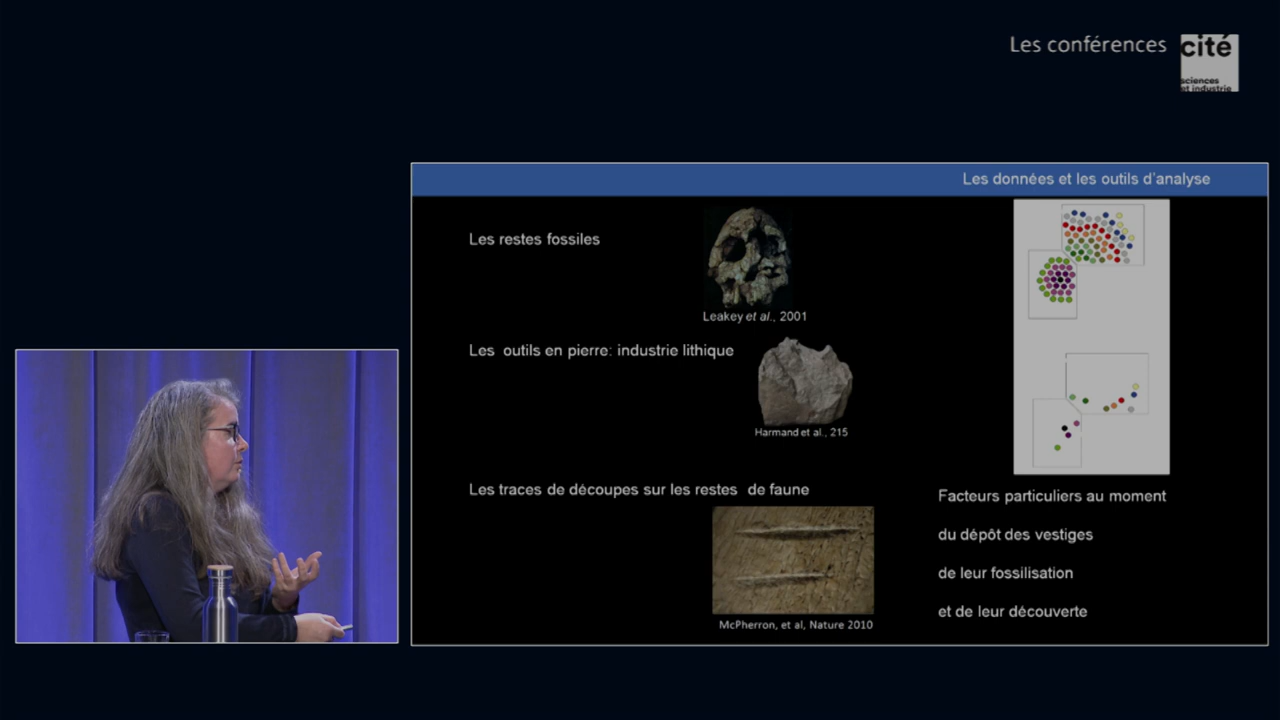 Les conférences
cité
sciences
et industrie
Les données et les outils d'analyse
Les restes fossiles
Leakey et al., 2001
Les outils en pierre: industrie lithique
Harmand et al., 215
Les traces de découpes sur les restes de faune
McPherron, et al, Nature 2010
Facteurs particuliers au moment
du dépôt des vestiges
de leur fossilisation
et de leur découverte